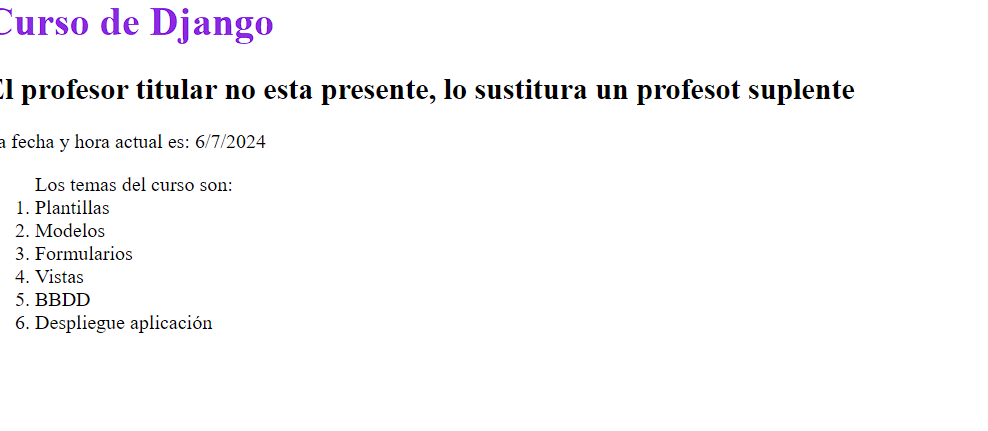 Curso de Django
El profesor titular no esta presente, lo sustitura un profesot suplente
a fecha y hora actual es: 6/7/2024
Los temas del curso son:
1. Plantillas
2. Modelos
3. Formularios
4. Vistas
5. BBDD
6. Despliegue aplicación